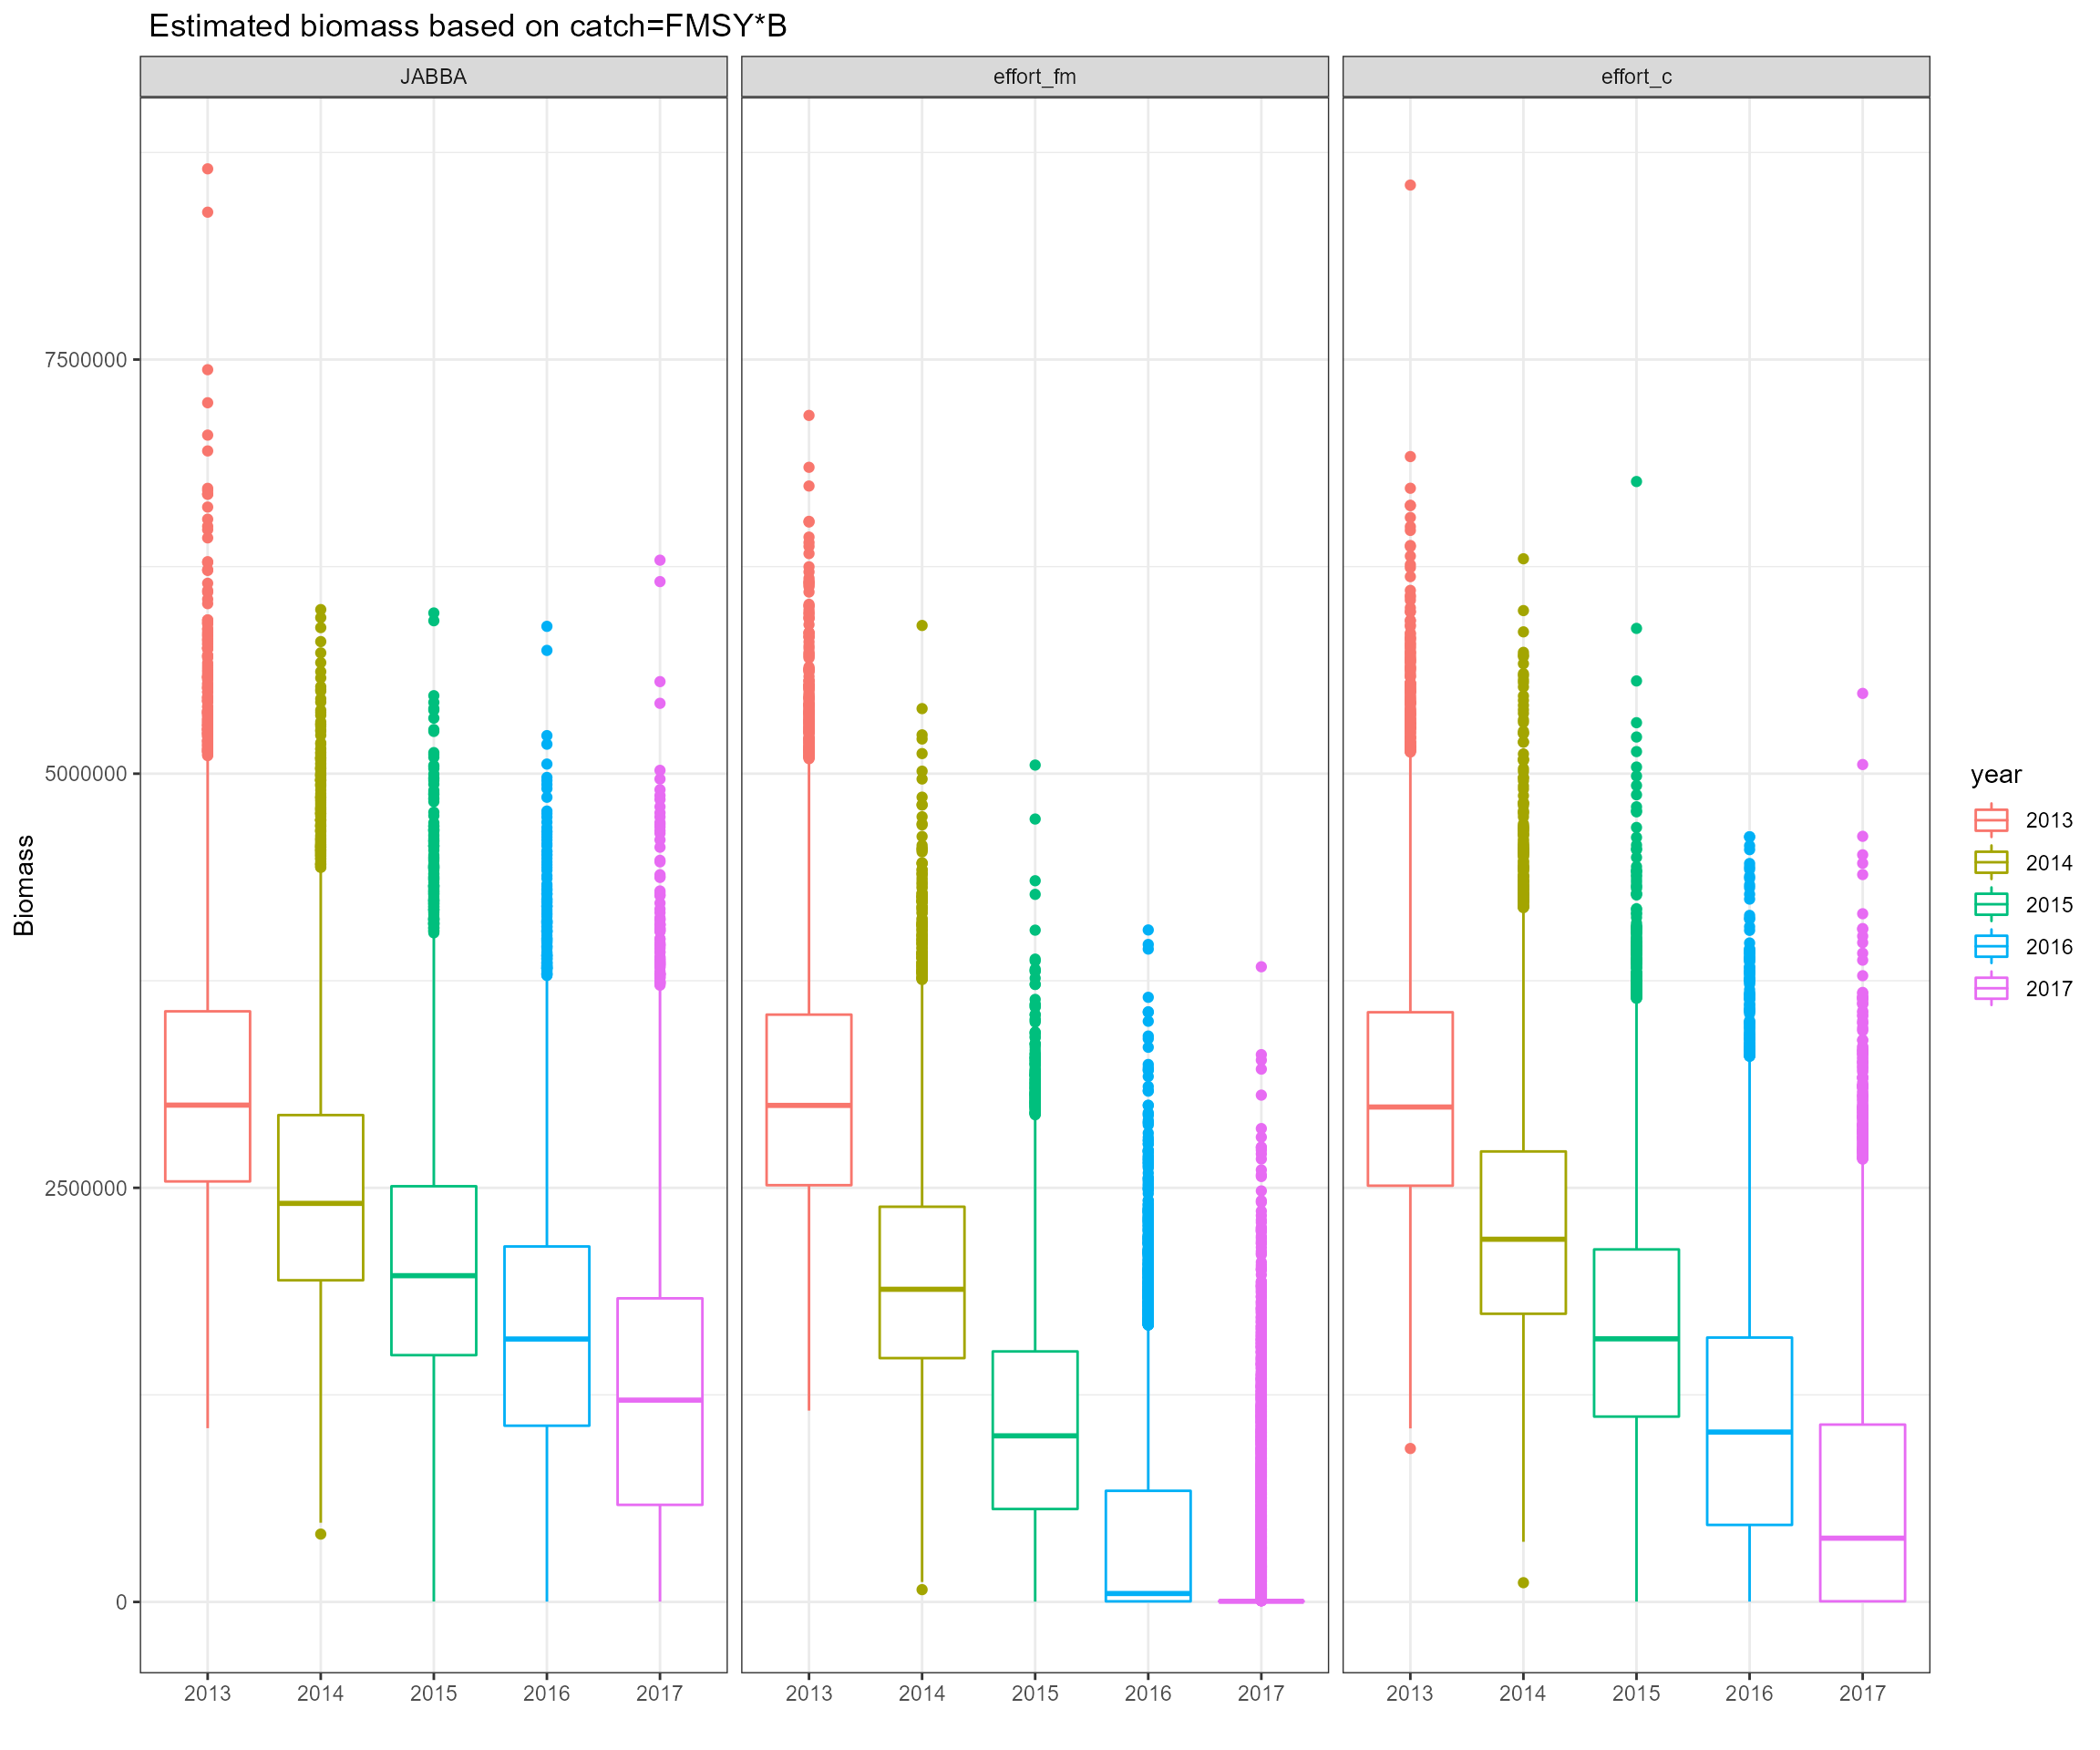 Estimated biomass based on catch=FMSY*B
JABBA
effort_fm
effort_c
7500000
5000000
2500000
0
Biomass
2013 2014 2015 2016 2017
2013 2014 2015 2016 2017
2013 2014 2015 2016 2017
year
2013
2014
2015
2016
2017